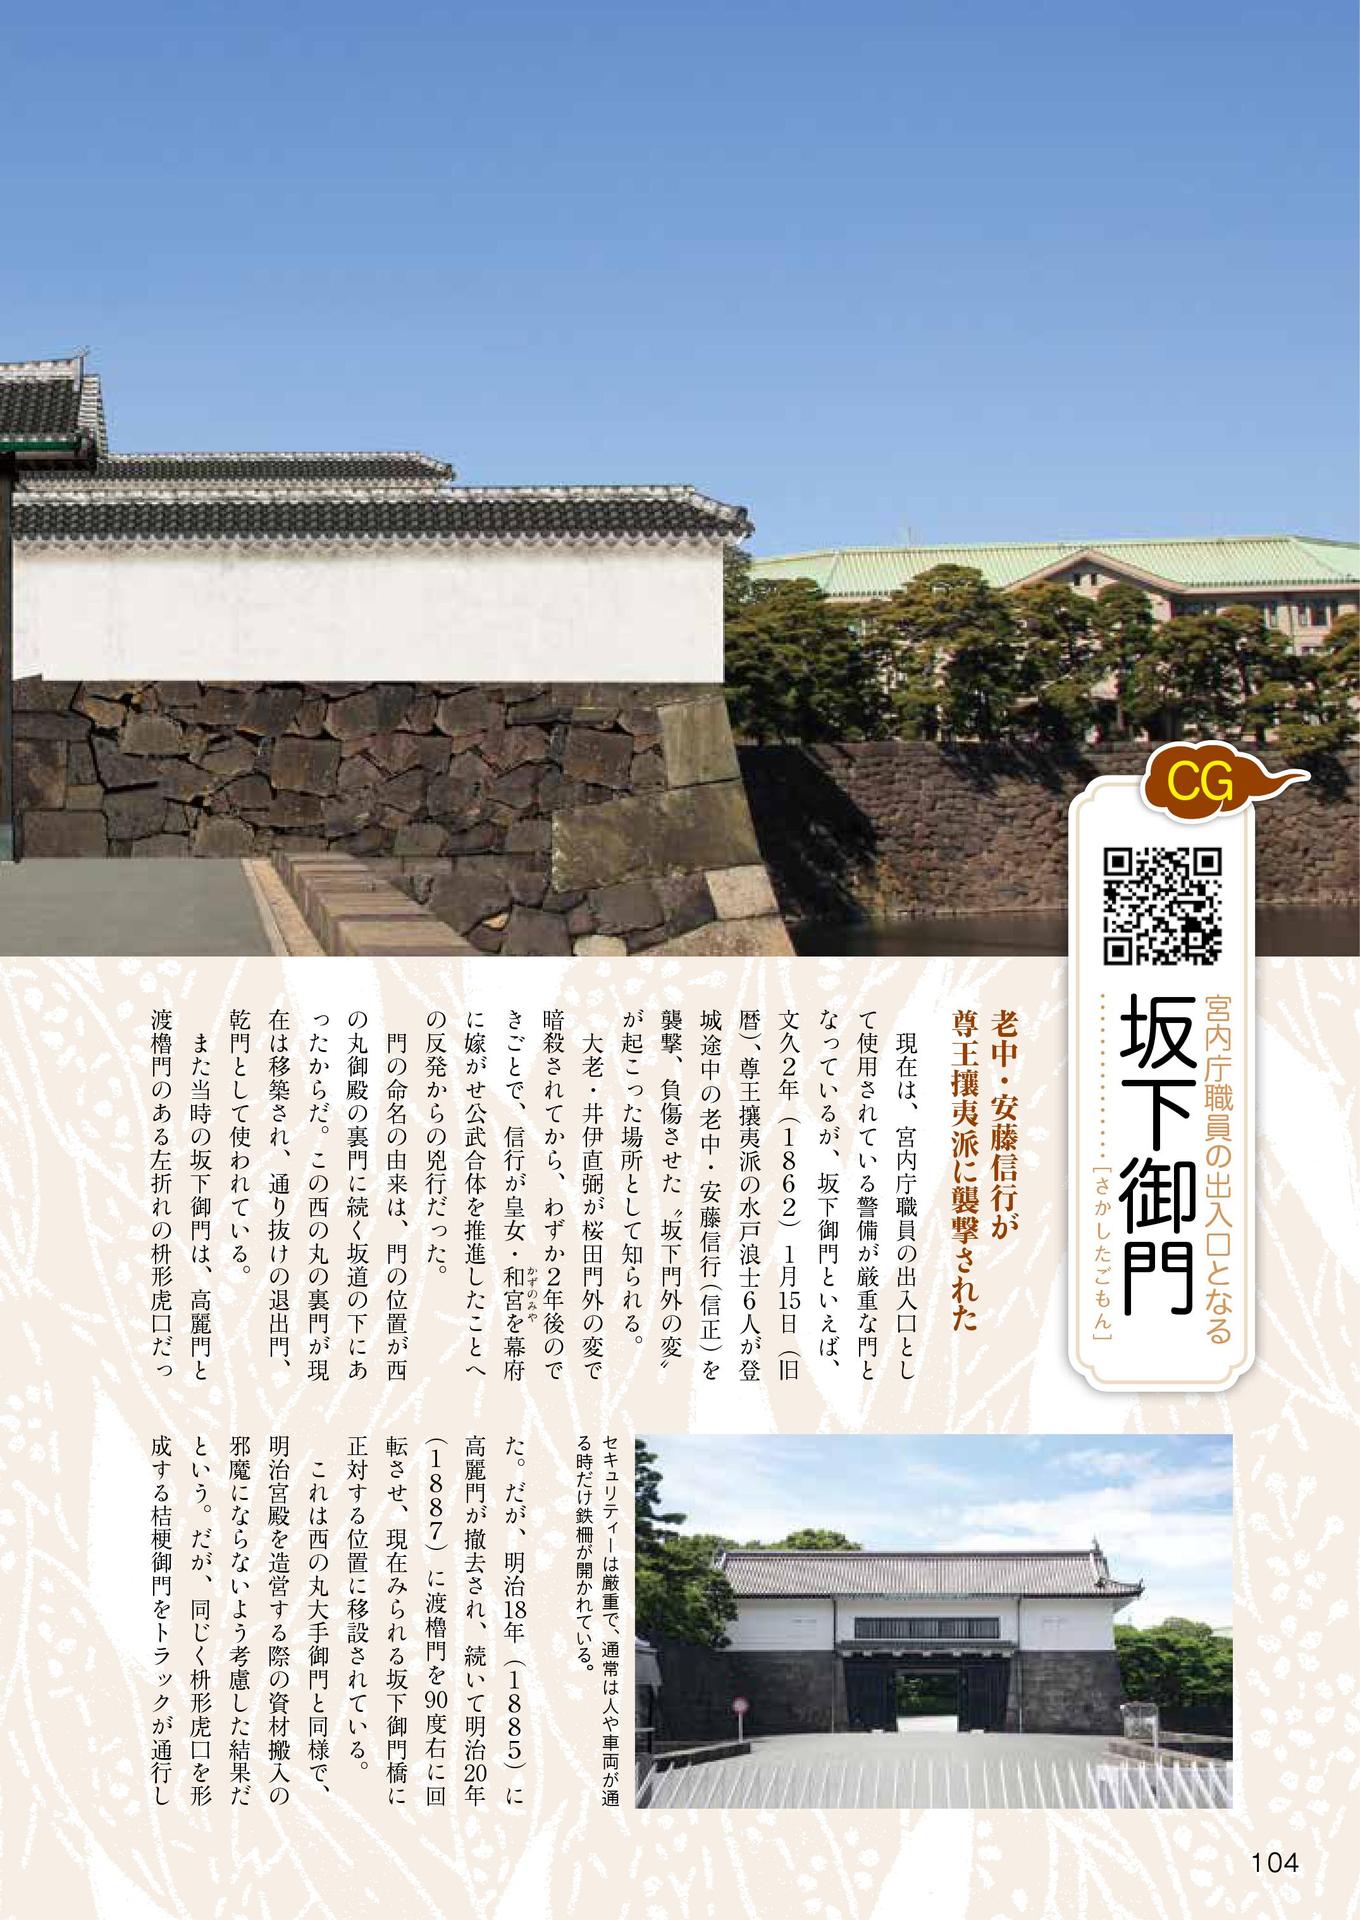 CG
宮内庁職員の出入口となる
坂下御門
[さかしたごもん]
老中・安藤信行が
尊王攘夷派に襲撃された
現在は、宮内庁職員の出入口とし
て使用されている警備が厳重な門と
なっているが、坂下御門といえば、
文久2年（1862）1月15日（旧
暦）、尊王攘夷派の水戸浪士6人が登
城途中の老中・安藤信行（信正）を
襲撃、負傷させた〝坂下門外の変〟
が起こった場所として知られる。
大老・井伊直弼が桜田門外の変で
暗殺されてから、わずか2年後ので
きごとで、信行が皇女・和宮を幕府
かずのみや
に嫁がせ公武合体を推進したことへ
の反発からの兇行だった。
門の命名の由来は、門の位置が西
の丸御殿の裏門に続く坂道の下にあ
ったからだ。この西の丸の裏門が現
在は移築され、通り抜けの退出門、
乾門として使われている。
また当時の坂下御門は、高麗門と
渡櫓門のある左折れの枡形虎口だっ
セキュリティーは厳重で、通常は人や車両が通
る時だけ鉄柵が開かれている。
た。だが、明治18年（1885）に
高麗門が撤去され、続いて明治20年
（1887）に渡櫓門を90度右に回
転させ、現在みられる坂下御門橋に
正対する位置に移設されている。
これは西の丸大手御門と同様で、
明治宮殿を造営する際の資材搬入の
邪魔にならないよう考慮した結果だ
という。だが、同じく枡形虎口を形
成する桔梗御門をトラックが通行し
104